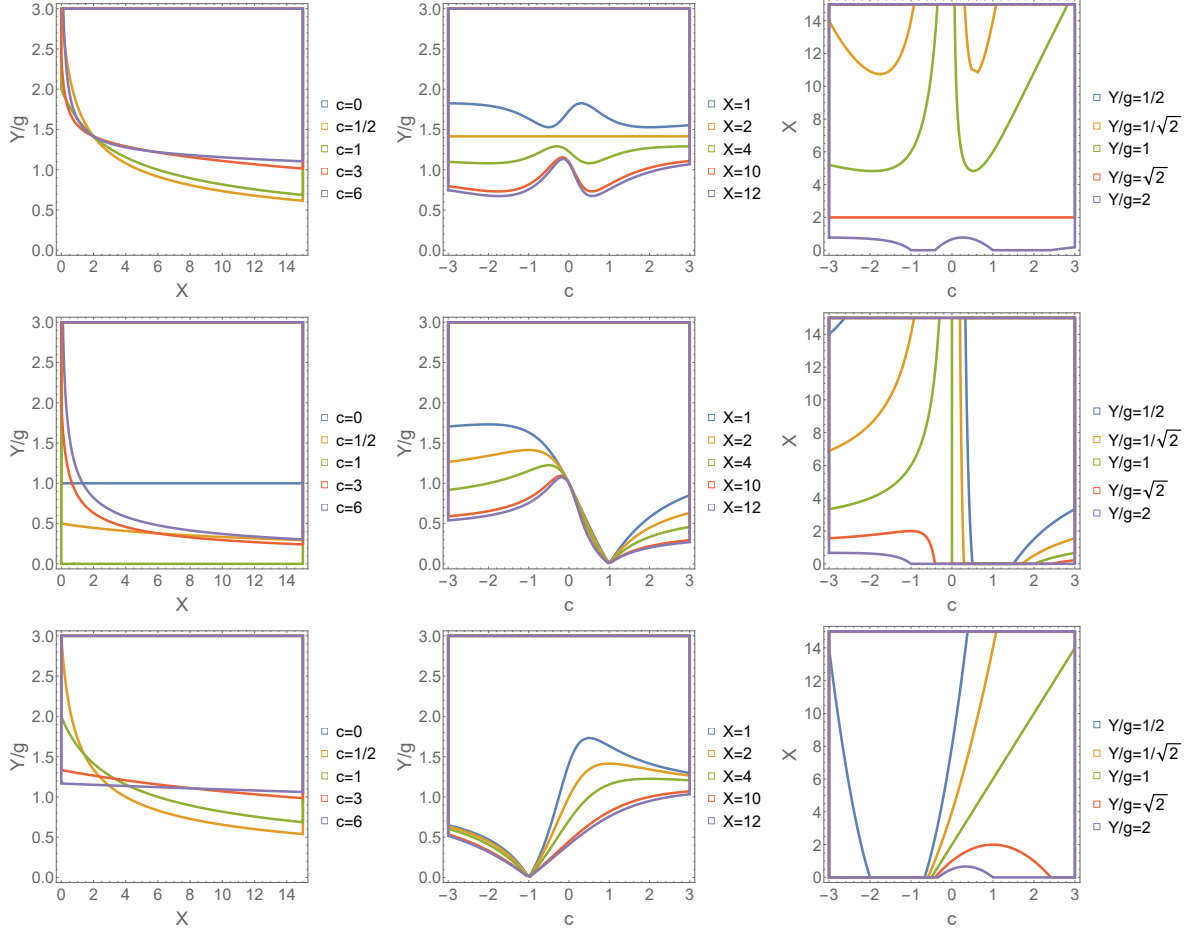 Y/g
3.0
2.5
2.0
1.5
1.0
0.5
0.0
0 2 4 6 8 10 12 14
X
c=0
c=1/2
c=1
c=3
c=6
Y/g
3.0
2.5
2.0
1.5
1.0
0.5
0.0
−3 −2 −1 0 1 2 3
c
X=1
X=2
X=4
X=10
X=12
X
14
12
10
8
6
4
2
0
−3 −2 −1 0 1 2 3
c
Y/g=1/2
Y/g=1/√2
Y/g=1
Y/g=√2
Y/g=2
Y/g
3.0
2.5
2.0
1.5
1.0
0.5
0.0
0 2 4 6 8 10 12 14
X
c=0
c=1/2
c=1
c=3
c=6
Y/g
3.0
2.5
2.0
1.5
1.0
0.5
0.0
−3 −2 −1 0 1 2 3
c
X=1
X=2
X=4
X=10
X=12
X
14
12
10
8
6
4
2
0
−3 −2 −1 0 1 2 3
c
Y/g=1/2
Y/g=1/√2
Y/g=1
Y/g=√2
Y/g=2
Y/g
3.0
2.5
2.0
1.5
1.0
0.5
0.0
0 2 4 6 8 10 12 14
X
c=0
c=1/2
c=1
c=3
c=6
Y/g
3.0
2.5
2.0
1.5
1.0
0.5
0.0
−3 −2 −1 0 1 2 3
c
X=1
X=2
X=4
X=10
X=12
X
14
12
10
8
6
4
2
0
−3 −2 −1 0 1 2 3
c
Y/g=1/2
Y/g=1/√2
Y/g=1
Y/g=√2
Y/g=2